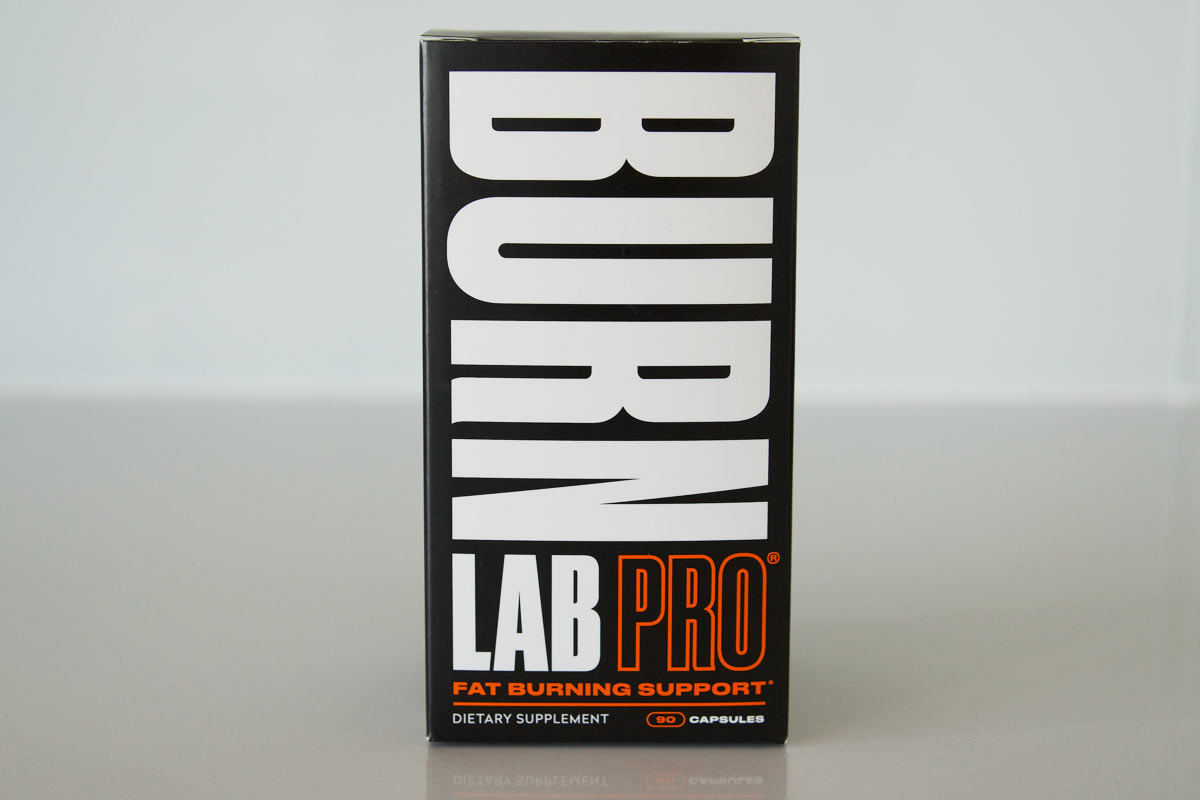 BURN
LAB PRO®
FAT BURNING SUPPORT*
DIETARY SUPPLEMENT 90 CAPSULES